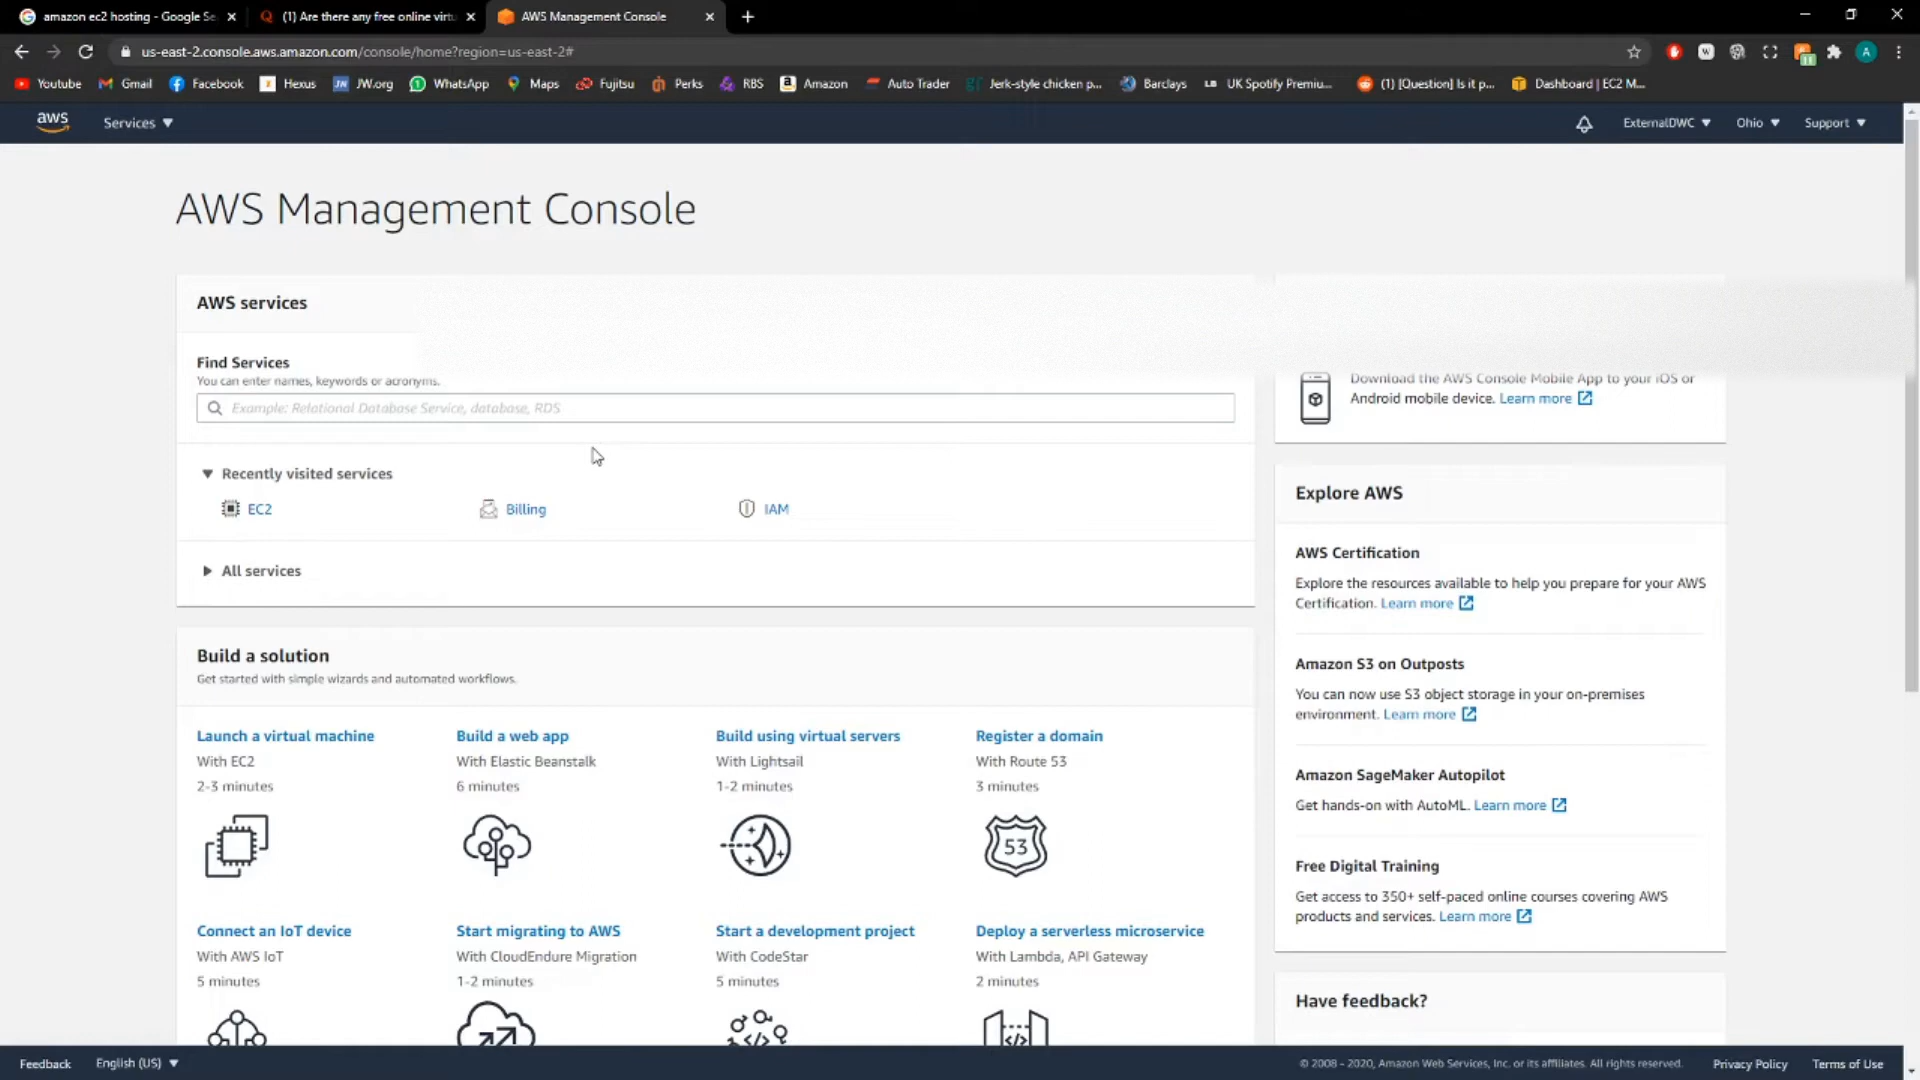 amazon ec2 hosting - Google Se
(1) Are there any free online virtu
AWS Management Console
us-east-2.console.aws.amazon.com/console/home?region=us-east-2#
Youtube
Gmail
Facebook
Hexus
JW.org
WhatsApp
Maps
Fujitsu
Perks
RBS
Amazon
Auto Trader
Jerk-style chicken p...
Barclays
UK Spotify Premiu...
(1) [Question] Is it p...
Dashboard | EC2 M...
aws
Services
ExternalDWC
Ohio
Support
AWS Management Console
AWS services
Find Services
You can enter names, keywords or acronyms.
Example: Relational Database Service, database, RDS
Recently visited services
EC2
Billing
IAM
All services
Build a solution
Get started with simple wizards and automated workflows.
Launch a virtual machine
With EC2
2-3 minutes
Build a web app
With Elastic Beanstalk
6 minutes
Build using virtual servers
With Lightsail
1-2 minutes
Register a domain
With Route 53
3 minutes
53
Connect an IoT device
With AWS IoT
5 minutes
Start migrating to AWS
With CloudEndure Migration
1-2 minutes
Start a development project
With CodeStar
5 minutes
Deploy a serverless microservice
With Lambda, API Gateway
2 minutes
Download the AWS Console Mobile App to your iOS or
Android mobile device. Learn more
Explore AWS
AWS Certification
Explore the resources available to help you prepare for your AWS
Certification. Learn more
Amazon S3 on Outposts
You can now use S3 object storage in your on-premises
environment. Learn more
Amazon SageMaker Autopilot
Get hands-on with AutoML. Learn more
Free Digital Training
Get access to 350+ self-paced online courses covering AWS
products and services. Learn more
Have feedback?
Feedback
English (US)
© 2008 - 2020, Amazon Web Services, Inc. or its affiliates. All rights reserved.
Privacy Policy
Terms of Use